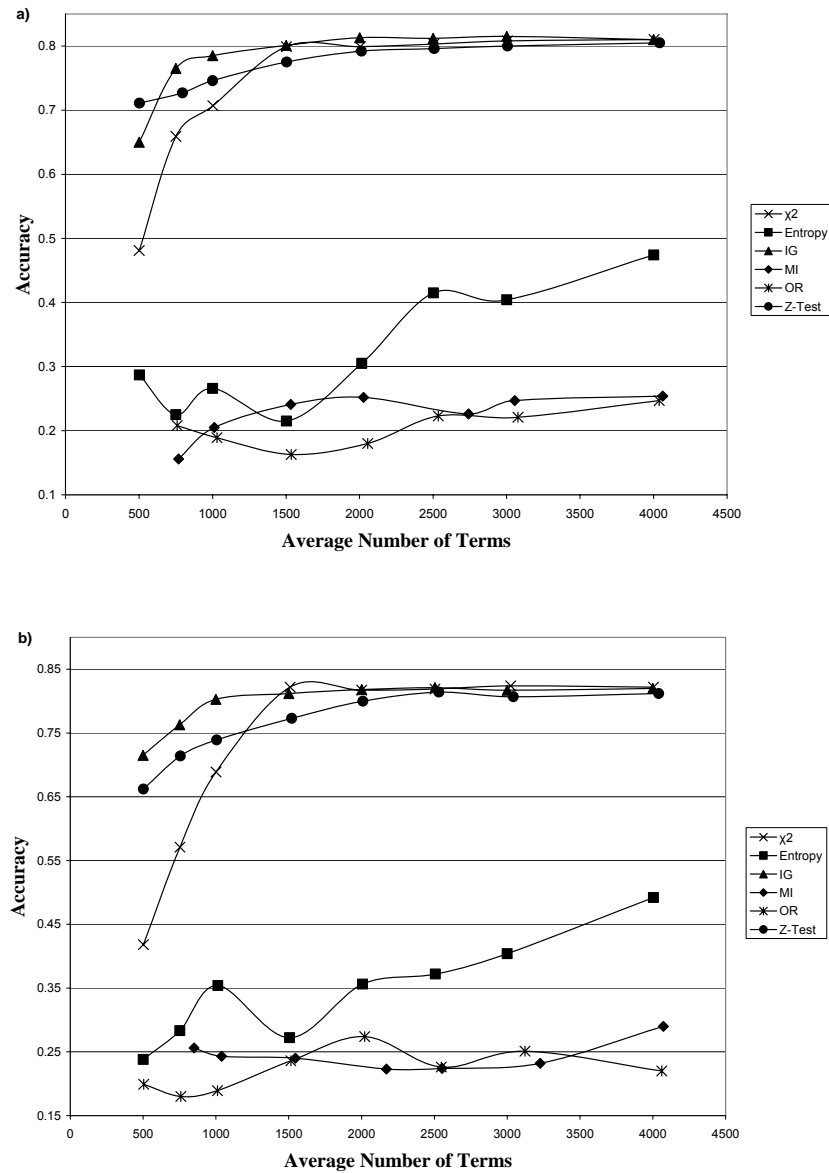 a)
0.8
0.7
0.6
0.5
0.4
0.3
0.2
0.1
Accuracy
0 500 1000 1500 2000 2500 3000 3500 4000 4500
Average Number of Terms
χ2
Entropy
IG
MI
OR
Z-Test
b)
0.85
0.75
0.65
0.55
0.45
0.35
0.25
0.15
Accuracy
0 500 1000 1500 2000 2500 3000 3500 4000 4500
Average Number of Terms
χ2
Entropy
IG
MI
OR
Z-Test